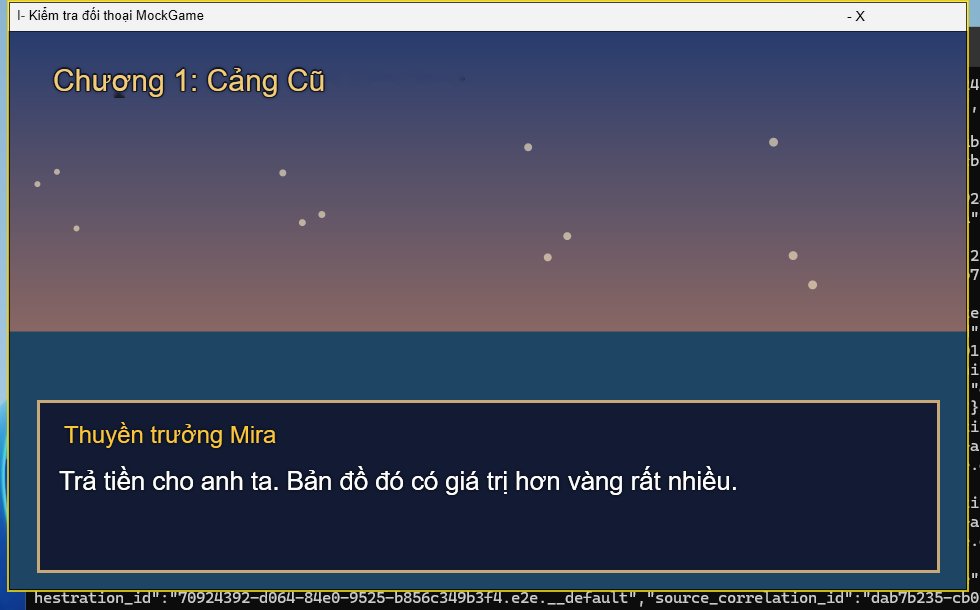 I- Kiểm tra đối thoại MockGame
- X
Chương 1: Cảng Cũ
Thuyền trưởng Mira
Trả tiền cho anh ta. Bản đồ đó có giá trị hơn vàng rất nhiều.
hestration_id":"70924392-d064-84e0-9525-b856c349b3f4.e2e.__default","source_correlation_id":"dab7b235-cb6